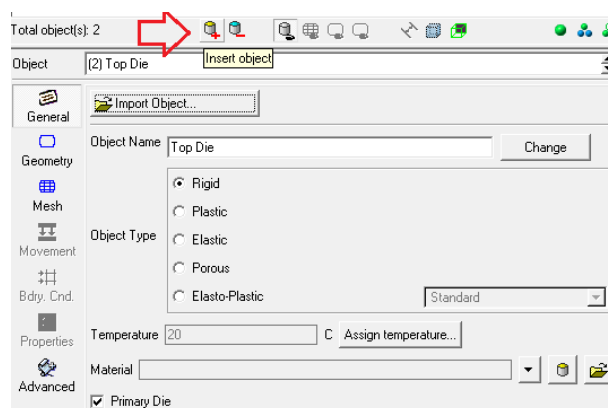 Total object(s): 2
Insert object
Object (2) Top Die
General
Import Object...
Geometry
Object Name Top Die Change
Mesh
Object Type
Rigid
Plastic
Elastic
Porous
Elasto-Plastic Standard
Movement
Bdry. Cnd.
Properties
Temperature 20 C Assign temperature...
Advanced
Material
Primary Die